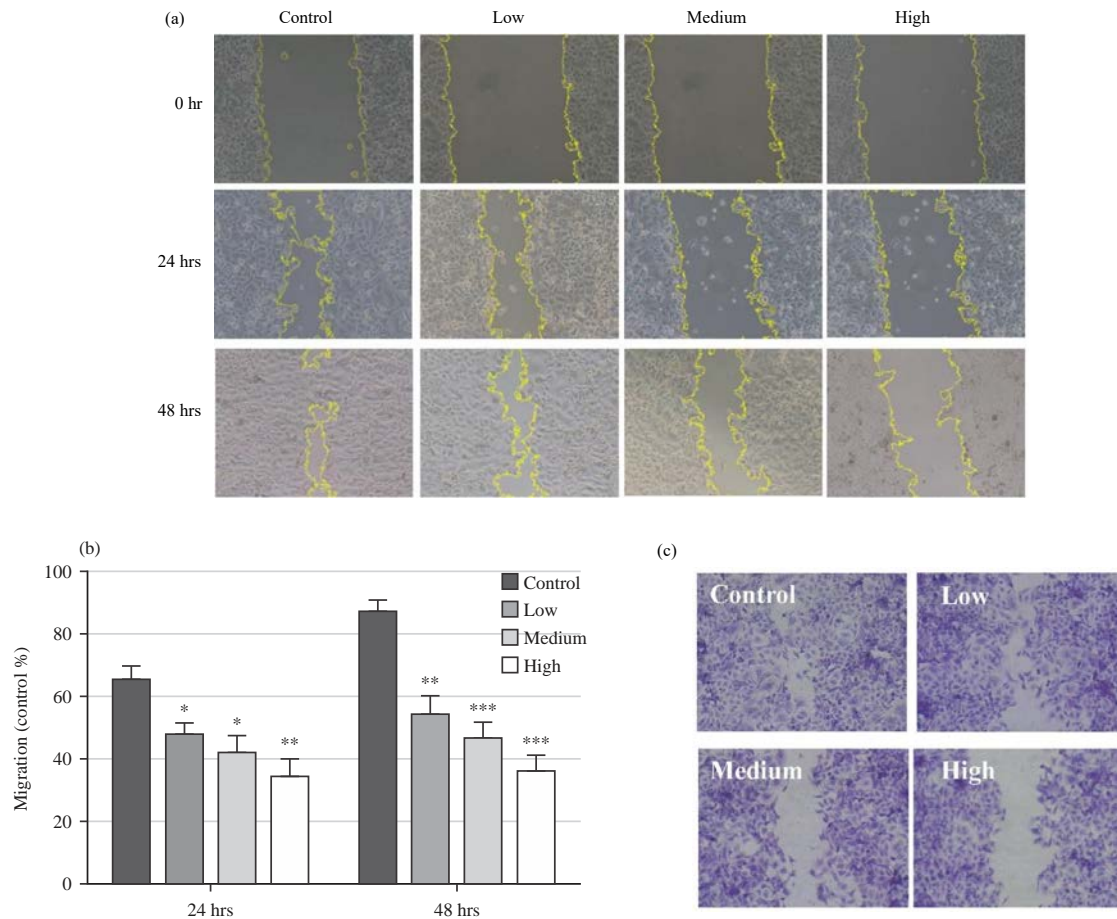 (a)
Control Low Medium High
0 hr
24 hrs
48 hrs
(b)
100
80
60
40
20
0
Migration (control %)
Control
Low
Medium
High
* * **
** *** ***
24 hrs 48 hrs
(c)
Control Low
Medium High